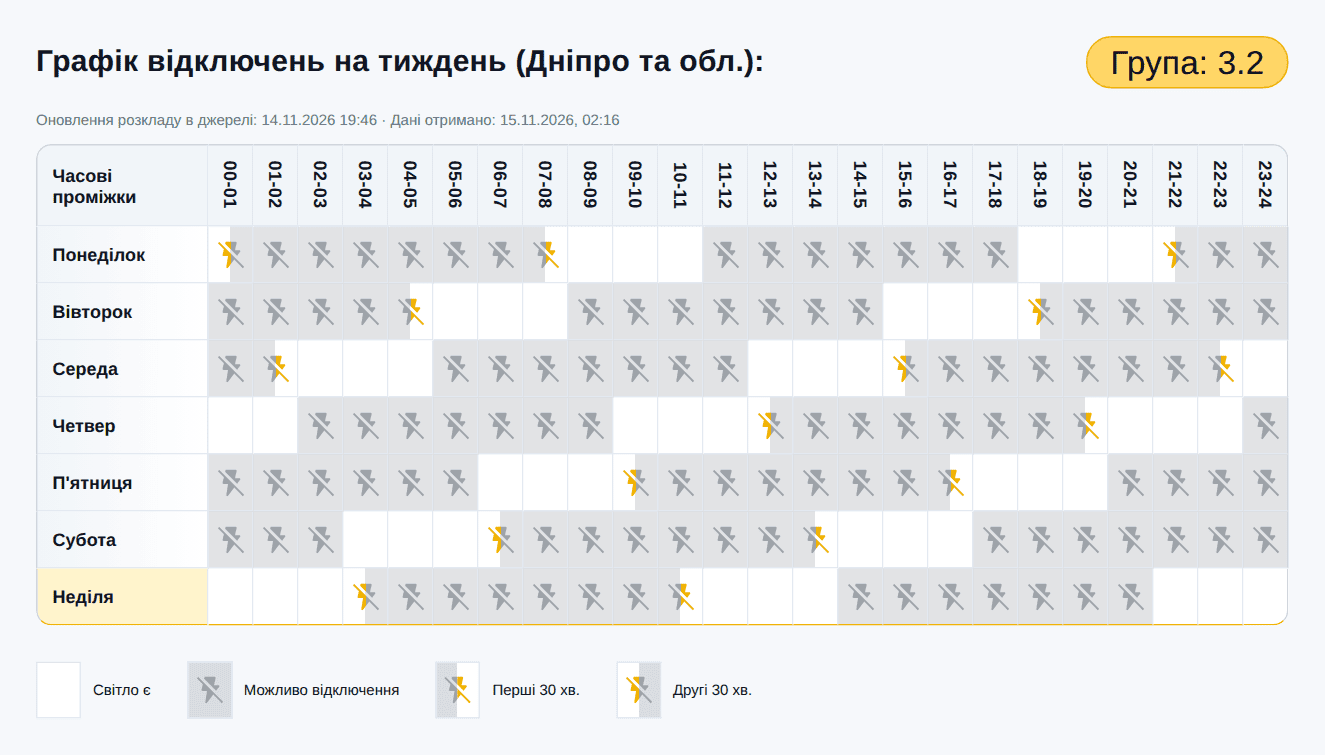 Графік відключень на тиждень (Дніпро та обл.):
Група: 3.2
Оновлення розкладу в джерелі: 14.11.2026 19:46 · Дані отримано: 15.11.2026, 02:16
Часові
проміжки
00-01
01-02
02-03
03-04
04-05
05-06
06-07
07-08
08-09
09-10
10-11
11-12
12-13
13-14
14-15
15-16
16-17
17-18
18-19
19-20
20-21
21-22
22-23
23-24
Понеділок
Вівторок
Середа
Четвер
П'ятниця
Субота
Неділя
Світло є
Можливо відключення
Перші 30 хв.
Другі 30 хв.